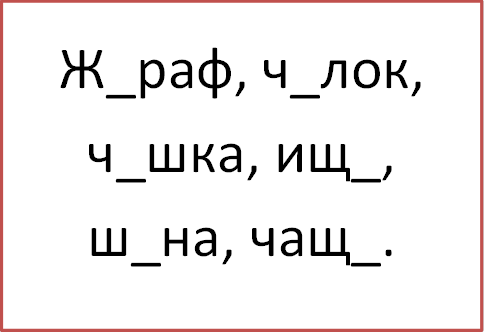 Ж_раф, ч_лок,
ч_шка, ищ_,
ш_на, чащ_.